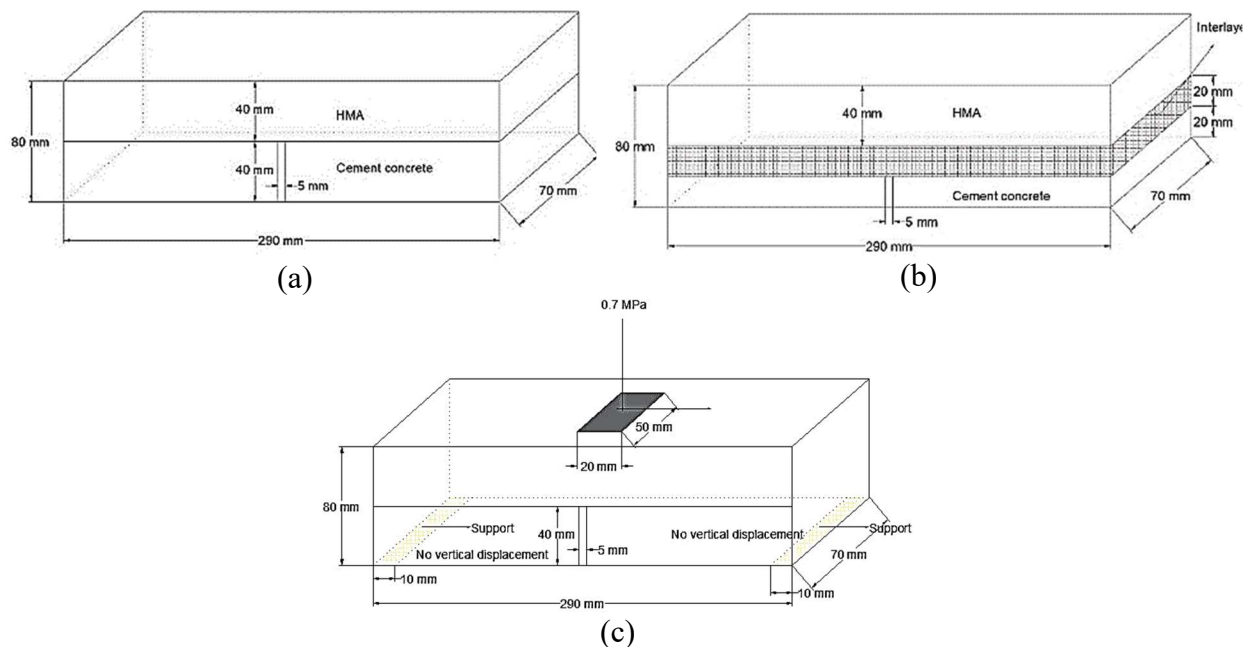 80 mm
40 mm
HMA
40 mm
Cement concrete
5 mm
70 mm
290 mm
(a)
Interlaye
20 mm
20 mm
40 mm
HMA
80 mm
Cement concrete
70 mm
5 mm
290 mm
(b)
0.7 MPa
50 mm
20 mm
80 mm
Support
No vertical displacement
40 mm
5 mm
No vertical displacement
Support
70 mm
10 mm
10 mm
290 mm
(c)